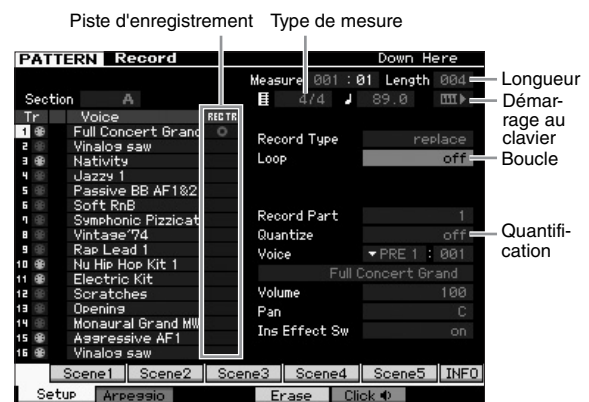 Piste d'enregistrement Type de mesure
PATTERN Record Down Here
Measure 001 : 01 Length 004
Longueur
Section A 4/4 89.0
Démar-
rage au
clavier
Tr Voice REC TR
1 Full Concert Grand
2 Vinalog saw
3 Nativity
4 Jazzy 1
5 Passive BB AF1&2
6 Soft RnB
7 Symphonic Pizzicat
8 Vintage'74
9 Rap Lead 1
10 Nu Hip Hop Kit 1
11 Electric Kit
12 Scratches
13 Opening
14 Monaural Grand MW
15 Aggressive AF1
16 Vinalog saw
Record Type replace
Loop off
Boucle
Record Part 1
Quantize off
Quantifi-
cation
Voice PRE 1 : 001
Full Concert Grand
Volume 100
Pan C
Ins Effect Sw on
Scene1 Scene2 Scene3 Scene4 Scene5 INFO
Setup Arpeggio Erase Click